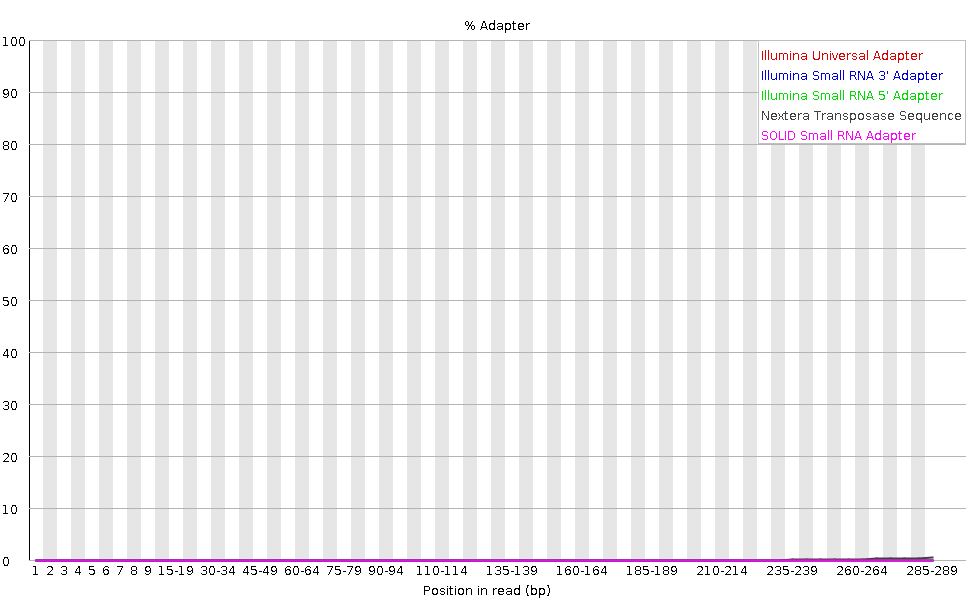 % Adapter
100
90
80
70
60
50
40
30
20
10
0
Illumina Universal Adapter
Illumina Small RNA 3' Adapter
Illumina Small RNA 5' Adapter
Nextera Transposase Sequence
SOLID Small RNA Adapter
1 2 3 4 5 6 7 8 9 15-19 30-34 45-49 60-64 75-79 90-94 110-114 135-139 160-164 185-189 210-214 235-239 260-264 285-289
Position in read (bp)